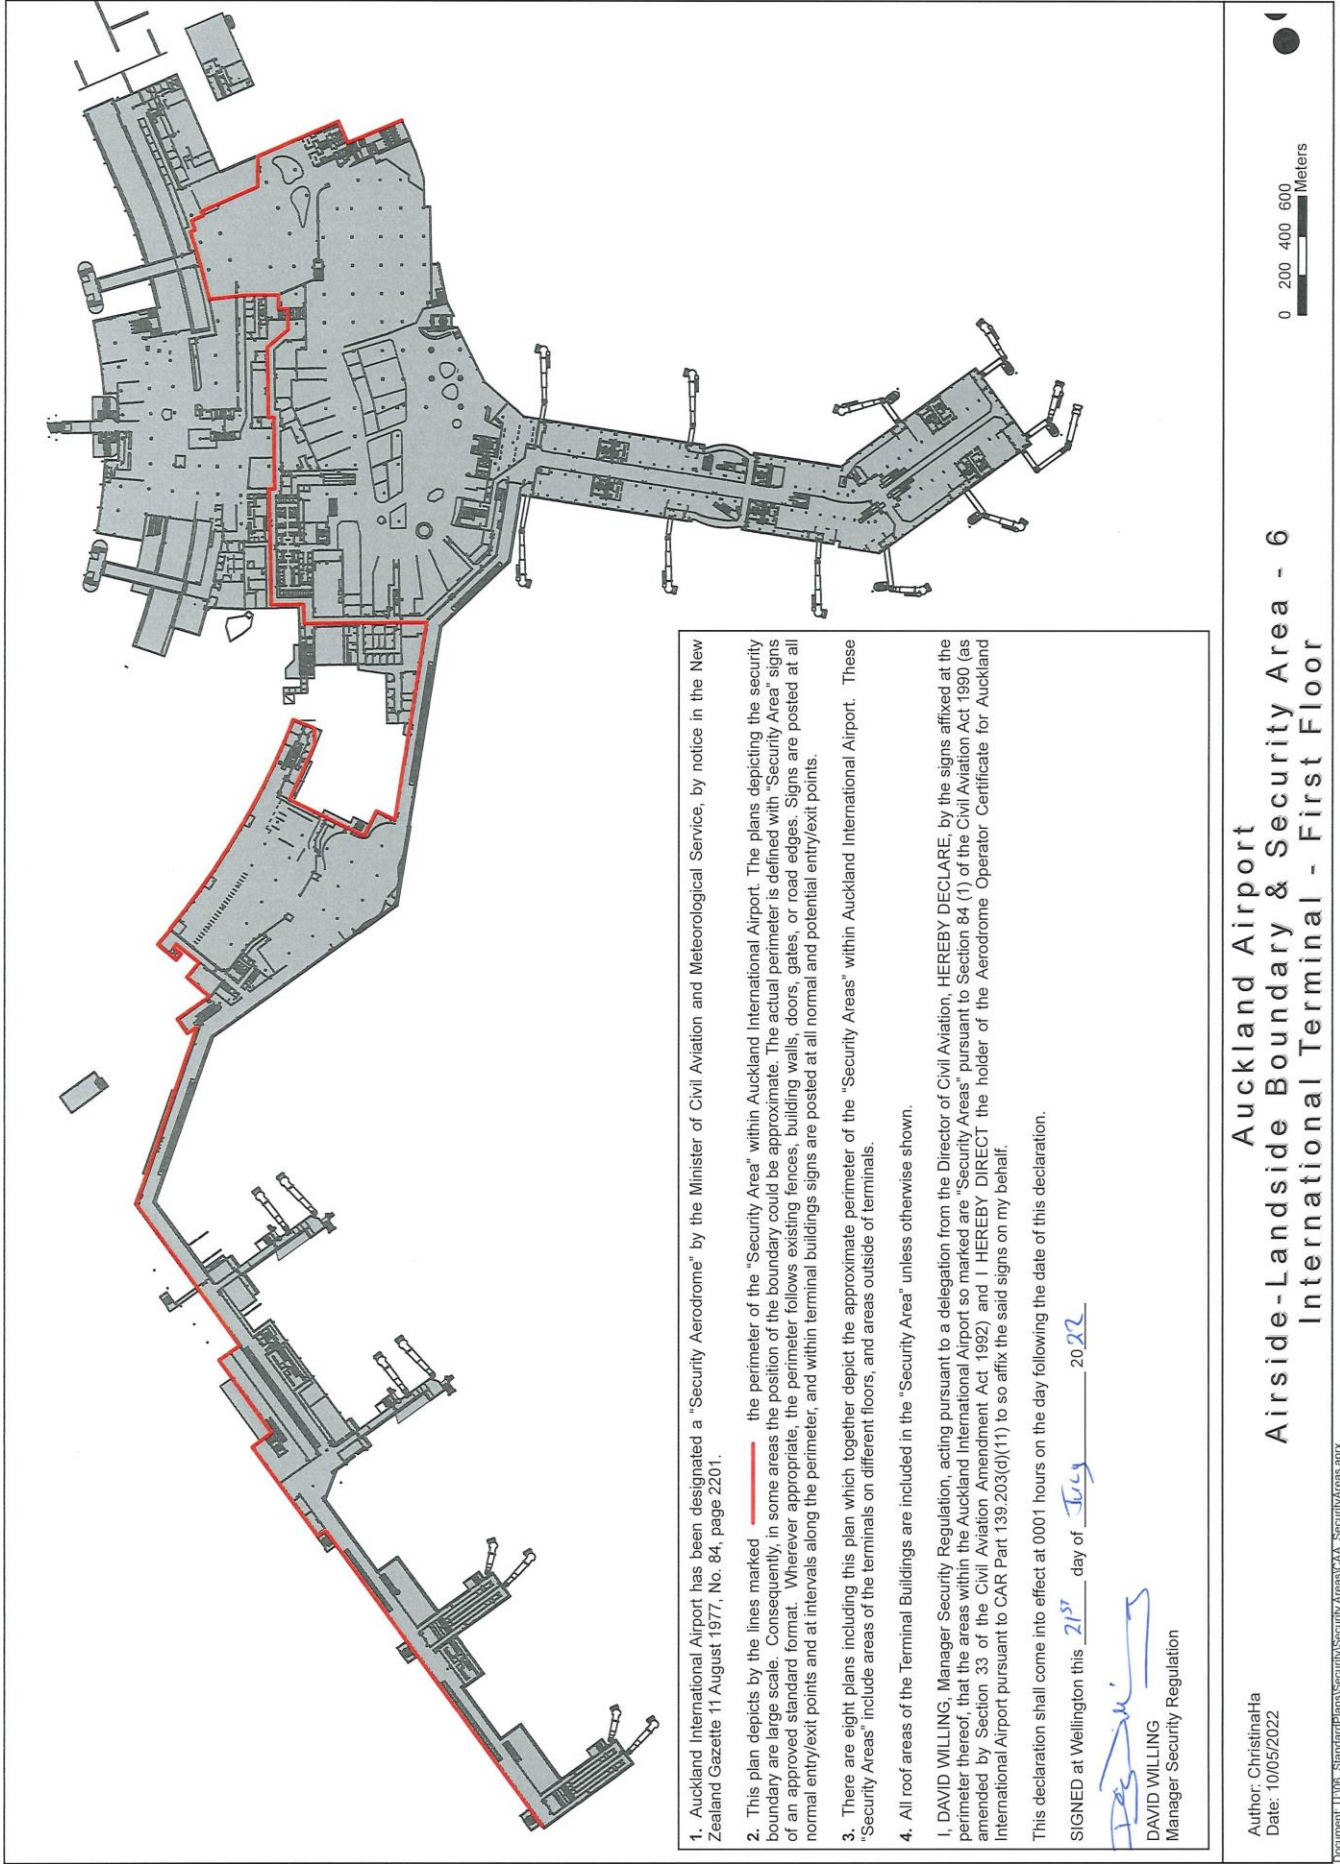 1. Auckland International Airport has been designated a "Security Aerodrome" by the Minister of Civil Aviation and Meteorological Service, by notice in the New
Zealand Gazette 11 August 1977, No. 84, page 2201.
2. This plan depicts by the lines marked the perimeter of the "Security Area" within Auckland International Airport. The plans depicting the security
boundary are large scale. Consequently, in some areas the position of the boundary could be approximate. The actual perimeter is defined with "Security Area" signs
of an approved standard format. Wherever appropriate, the perimeter follows existing fences, building walls, doors, gates, or road edges. Signs are posted at all
normal entry/exit points and at intervals along the perimeter, and within terminal buildings signs are posted at all normal and potential entry/exit points.
3. There are eight plans including this plan which together depict the approximate perimeter of the "Security Areas" within Auckland International Airport. These
"Security Areas" include areas of the terminals on different floors, and areas outside of terminals.
4. All roof areas of the Terminal Buildings are included in the "Security Area" unless otherwise shown.
I, DAVID WILLING, Manager Security Regulation, acting pursuant to a delegation from the Director of Civil Aviation, HEREBY DECLARE, by the signs affixed at the
perimeter thereof, that the areas within the Auckland International Airport so marked are "Security Areas" pursuant to Section 84 (1) of the Civil Aviation Act 1990 (as
amended by Section 33 of the Civil Aviation Amendment Act 1992) and I HEREBY DIRECT the holder of the Aerodrome Operator Certificate for Auckland
International Airport pursuant to CAR Part 139.203(d)(11) to so affix the said signs on my behalf.
This declaration shall come into effect at 0001 hours on the day following the date of this declaration.
SIGNED at Wellington this 21ST day of July 2022
DAVID WILLING
Manager Security Regulation
Author: ChristinaHa
Date: 10/05/2022
Auckland Airport
Airside-Landside Boundary & Security Area - 6
International Terminal - First Floor
0 200 400 600
Meters